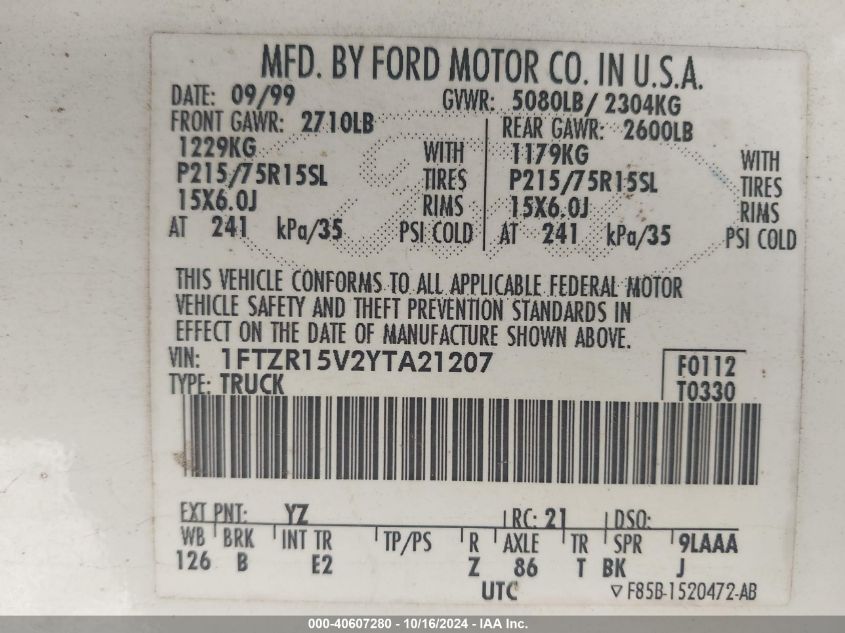 MFD. BY FORD MOTOR CO. IN U.S.A.
DATE: 09/99 GVWR: 5080LB/ 2304KG
FRONT GAWR: 2710LB REAR GAWR: 2600LB
1229KG WITH 1179KG WITH
P215/75R15SL TIRES P215/75R15SL TIRES
15X6.0J RIMS 15X6.0J RIMS
AT 241 kPa/35 PSI COLD AT 241 kPa/35 PSI COLD
THIS VEHICLE CONFORMS TO ALL APPLICABLE FEDERAL MOTOR
VEHICLE SAFETY AND THEFT PREVENTION STANDARDS IN
EFFECT ON THE DATE OF MANUFACTURE SHOWN ABOVE.
VIN: 1FTZR15V2YTA21207 F0112
TYPE: TRUCK T0330
EXT PNT: YZ RC: 21 DSO:
WB BRK INT TR TP/PS R AXLE TR SPR 9LAAA
126 B E2 Z 86 T BK J
UTC ▽ F85B-1520472-AB
000-40607280 - 10/16/2024 - IAA Inc.